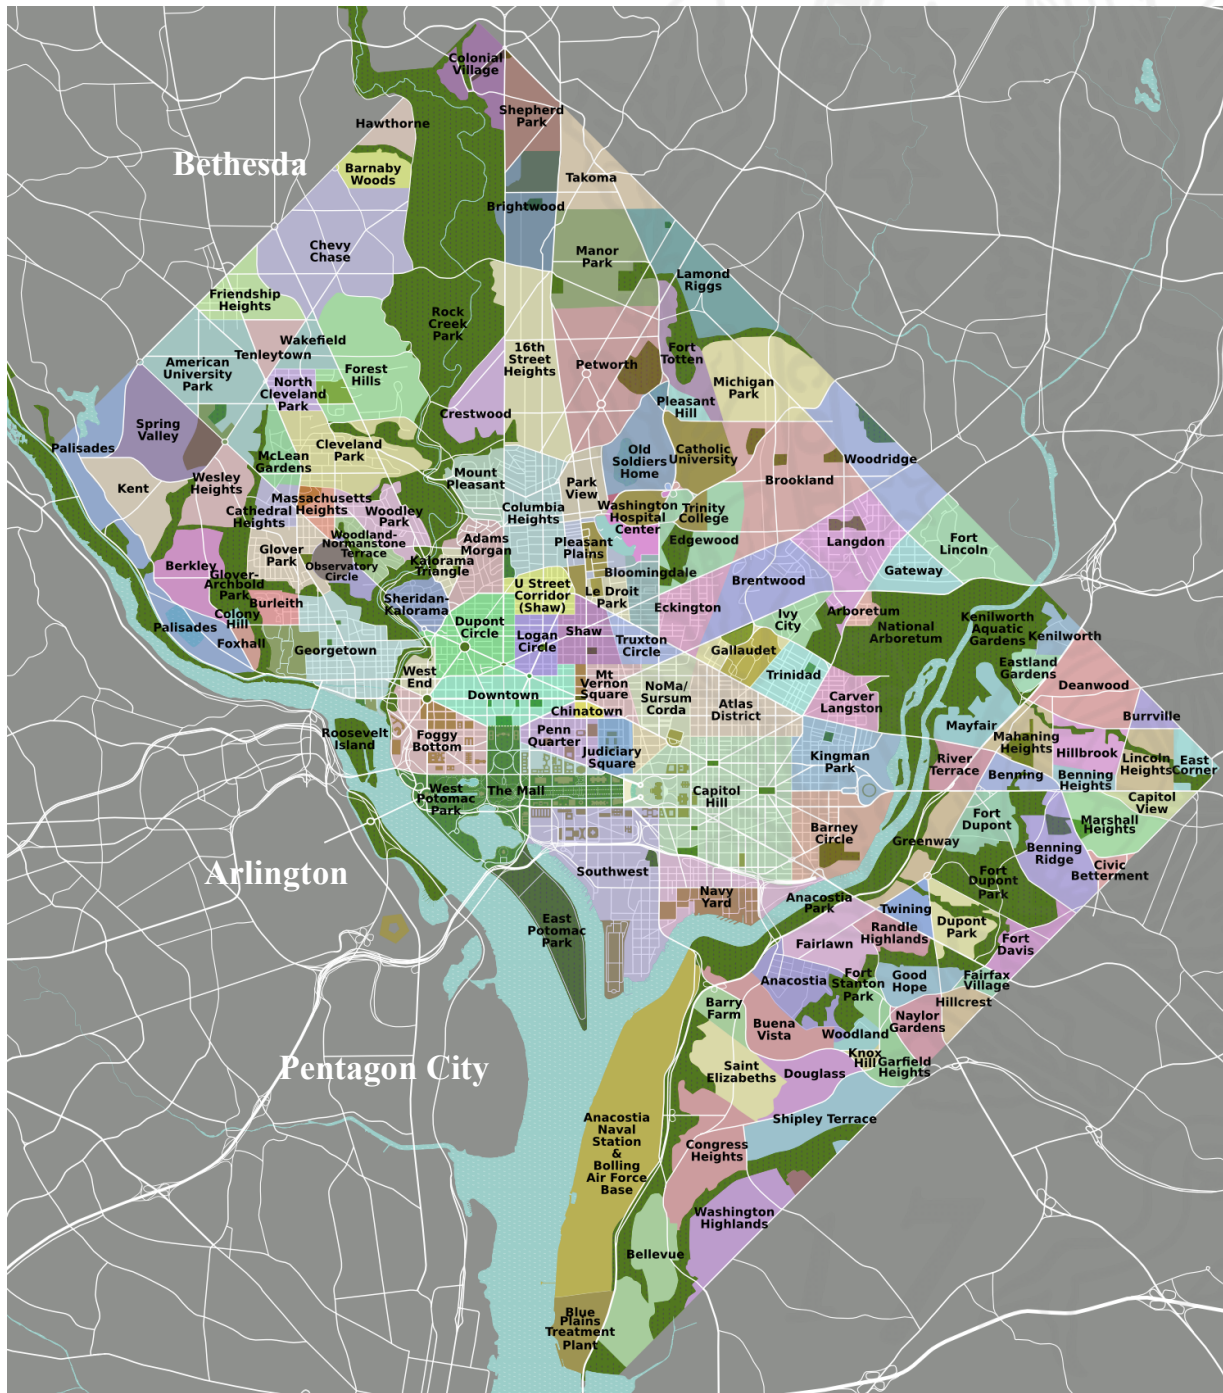 Colonial
Village
Shepherd
Park
Hawthorne
Bethesda
Barnaby
Woods
Takoma
Brightwood
Chevy
Chase
Manor
Park
Lamond
Riggs
Friendship
Heights
Rock
Creek
Park
Wakefield
Tenleytown
American
University
Park
16th
Street
Heights
Petworth
Fort
Totten
Forest
Hills
North
Cleveland
Park
Michigan
Park
Pleasant
Hill
Crestwood
Spring
Valley
Palisades
Cleveland
Park
McLean
Gardens
Old
Soldiers
Home
Catholic
University
Woodridge
Mount
Pleasant
Brookland
Kent
Wesley
Heights
Park
View
Massachusetts
Heights
Cathedral
Heights
Woodley
Park
Columbia
Heights
Washington
Hospital
Center
Trinity
College
Woodland-
Normanstone
Terrace
Adams
Morgan
Pleasant
Plains
Edgewood
Langdon
Fort
Lincoln
Glover
Park
Observatory
Circle
Kalorama
Triangle
Berkley
Glover-
Archbold
Park
Bloomingdale
Brentwood
Gateway
U Street
Corridor
(Shaw)
Le Droit
Park
Burleith
Sheridan-
Kalorama
Eckington
Ivy
City
Arboretum
National
Arboretum
Kenilworth
Aquatic
Gardens
Kenilworth
Colony
Hill
Palisades
Foxhall
Georgetown
Dupont
Circle
Logan
Circle
Shaw
Truxton
Circle
Gallaudet
Trinidad
Eastland
Gardens
Deanwood
West
End
Downtown
Mt
Vernon
Square
NoMa/
Sursum
Corda
Atlas
District
Carver
Langston
Chinatown
Mayfair
Burrville
Roosevelt
Island
Foggy
Bottom
Penn
Quarter
Judiciary
Square
Kingman
Park
Mahaning
Heights
Hillbrook
River
Terrace
Benning
Benning
Heights
Lincoln
Heights
East
Corner
West
Potomac
Park
The Mall
Capitol
Hill
Capitol
View
Barney
Circle
Fort
Dupont
Marshall
Heights
Greenway
Benning
Ridge
Civic
Betterment
Arlington
Southwest
Navy
Yard
Fort
Dupont
Park
Anacostia
Park
Twining
Dupont
Park
East
Potomac
Park
Fairlawn
Randle
Highlands
Fort
Davis
Anacostia
Fort
Stanton
Park
Good
Hope
Fairfax
Village
Hillcrest
Barry
Farm
Buena
Vista
Woodland
Naylor
Gardens
Pentagon City
Saint
Elizabeths
Douglass
Knox
Hill
Garfield
Heights
Anacostia
Naval
Station
&
Bolling
Air Force
Base
Shipley Terrace
Congress
Heights
Washington
Highlands
Bellevue
Blue
Plains
Treatment
Plant